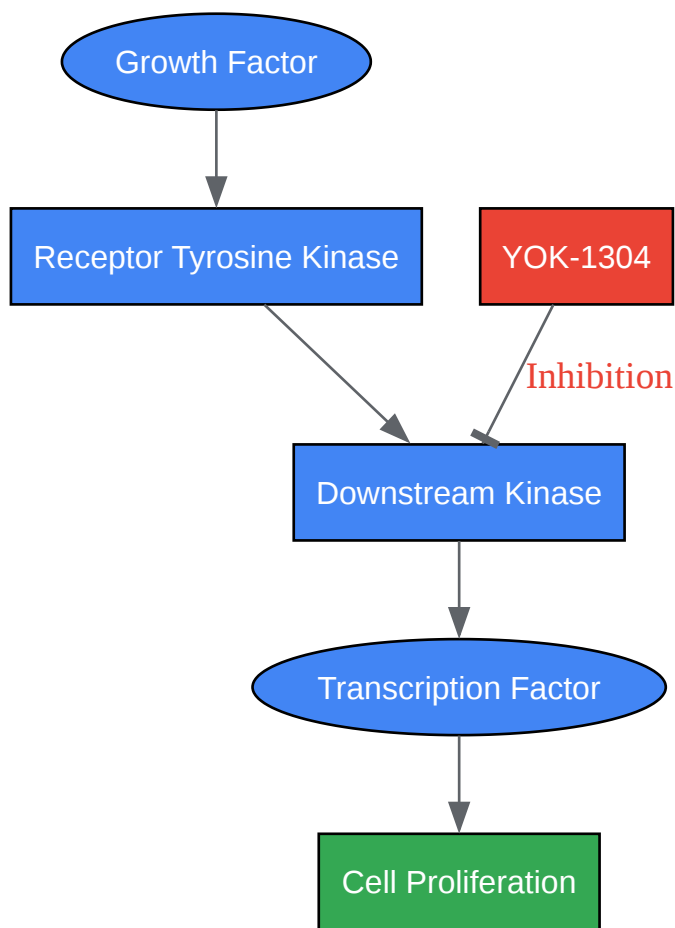 Growth Factor
Receptor Tyrosine Kinase
YOK-1304
Inhibition
Downstream Kinase
Transcription Factor
Cell Proliferation